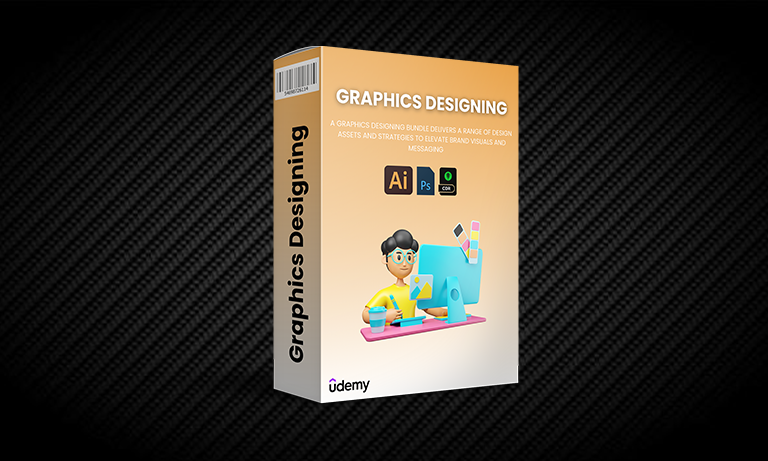 GRAPHICS DESIGNING
A GRAPHICS DESIGNING BUNDLE DELIVERS A RANGE OF DESIGN
ASSETS AND STRATEGIES TO ELEVATE BRAND VISUALS AND
MESSAGING
Ai
Ps
CDR
Graphics Designing
udemy